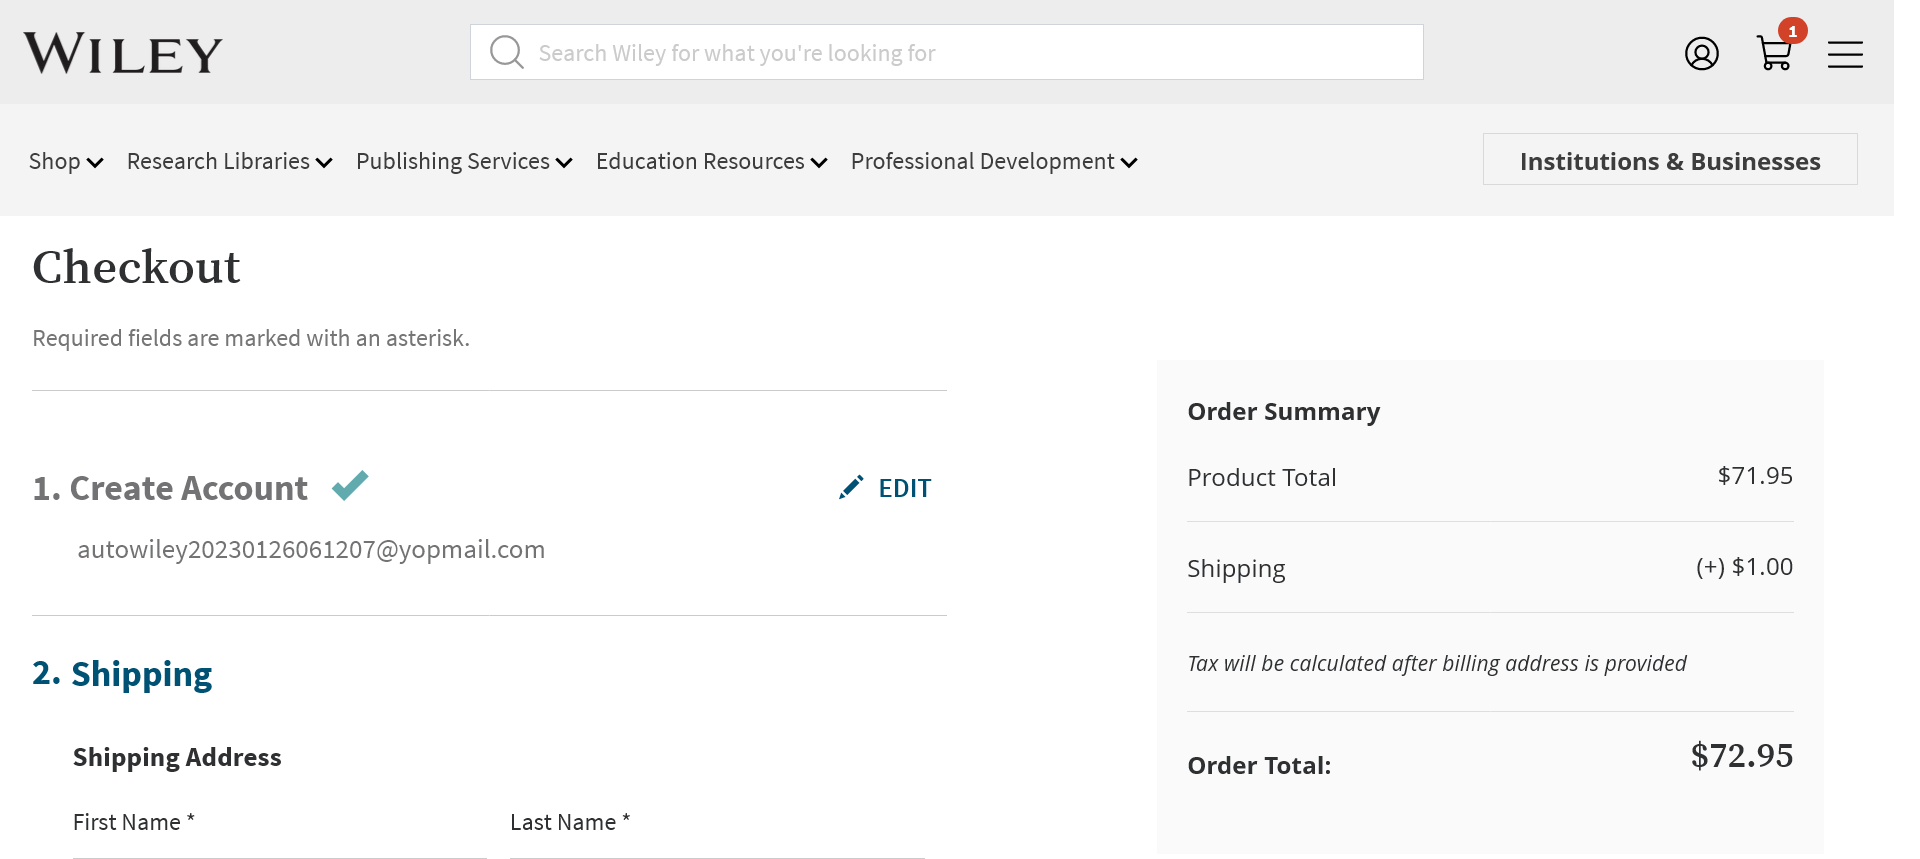 WILEY
Search Wiley for what you're looking for
1
Shop
Research Libraries
Publishing Services
Education Resources
Professional Development
Institutions & Businesses
Checkout
Required fields are marked with an asterisk.
1. Create Account
EDIT
autowiley20230126061207@yopmail.com
2. Shipping
Shipping Address
First Name *
Last Name *
Order Summary
Product Total $71.95
Shipping (+) $1.00
Tax will be calculated after billing address is provided
Order Total: $72.95